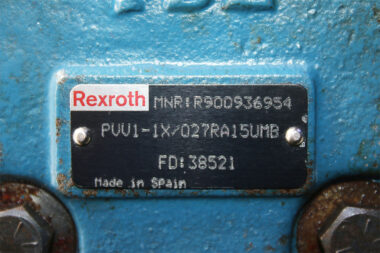 Rexroth MNR:R900936954
PVV1-1X/027RA15UMB
FD:38521
Made in Spain